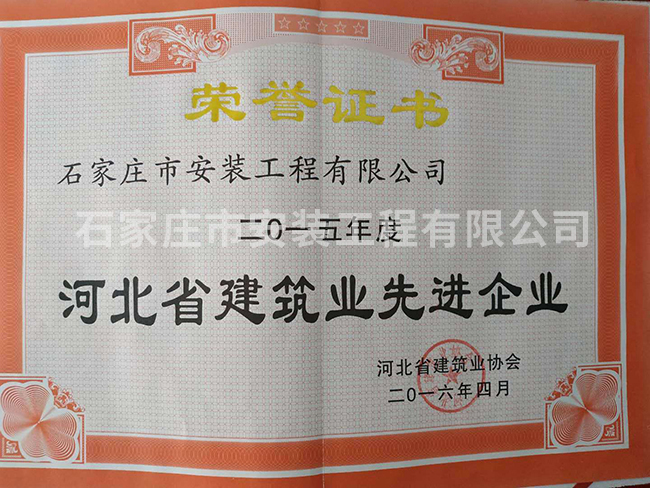 荣誉证书
石家庄市安装工程有限公司
二〇一五年度
石家庄市安装工程有限公司
河北省建筑业先进企业
河北省建筑业协会
二〇一六年四月